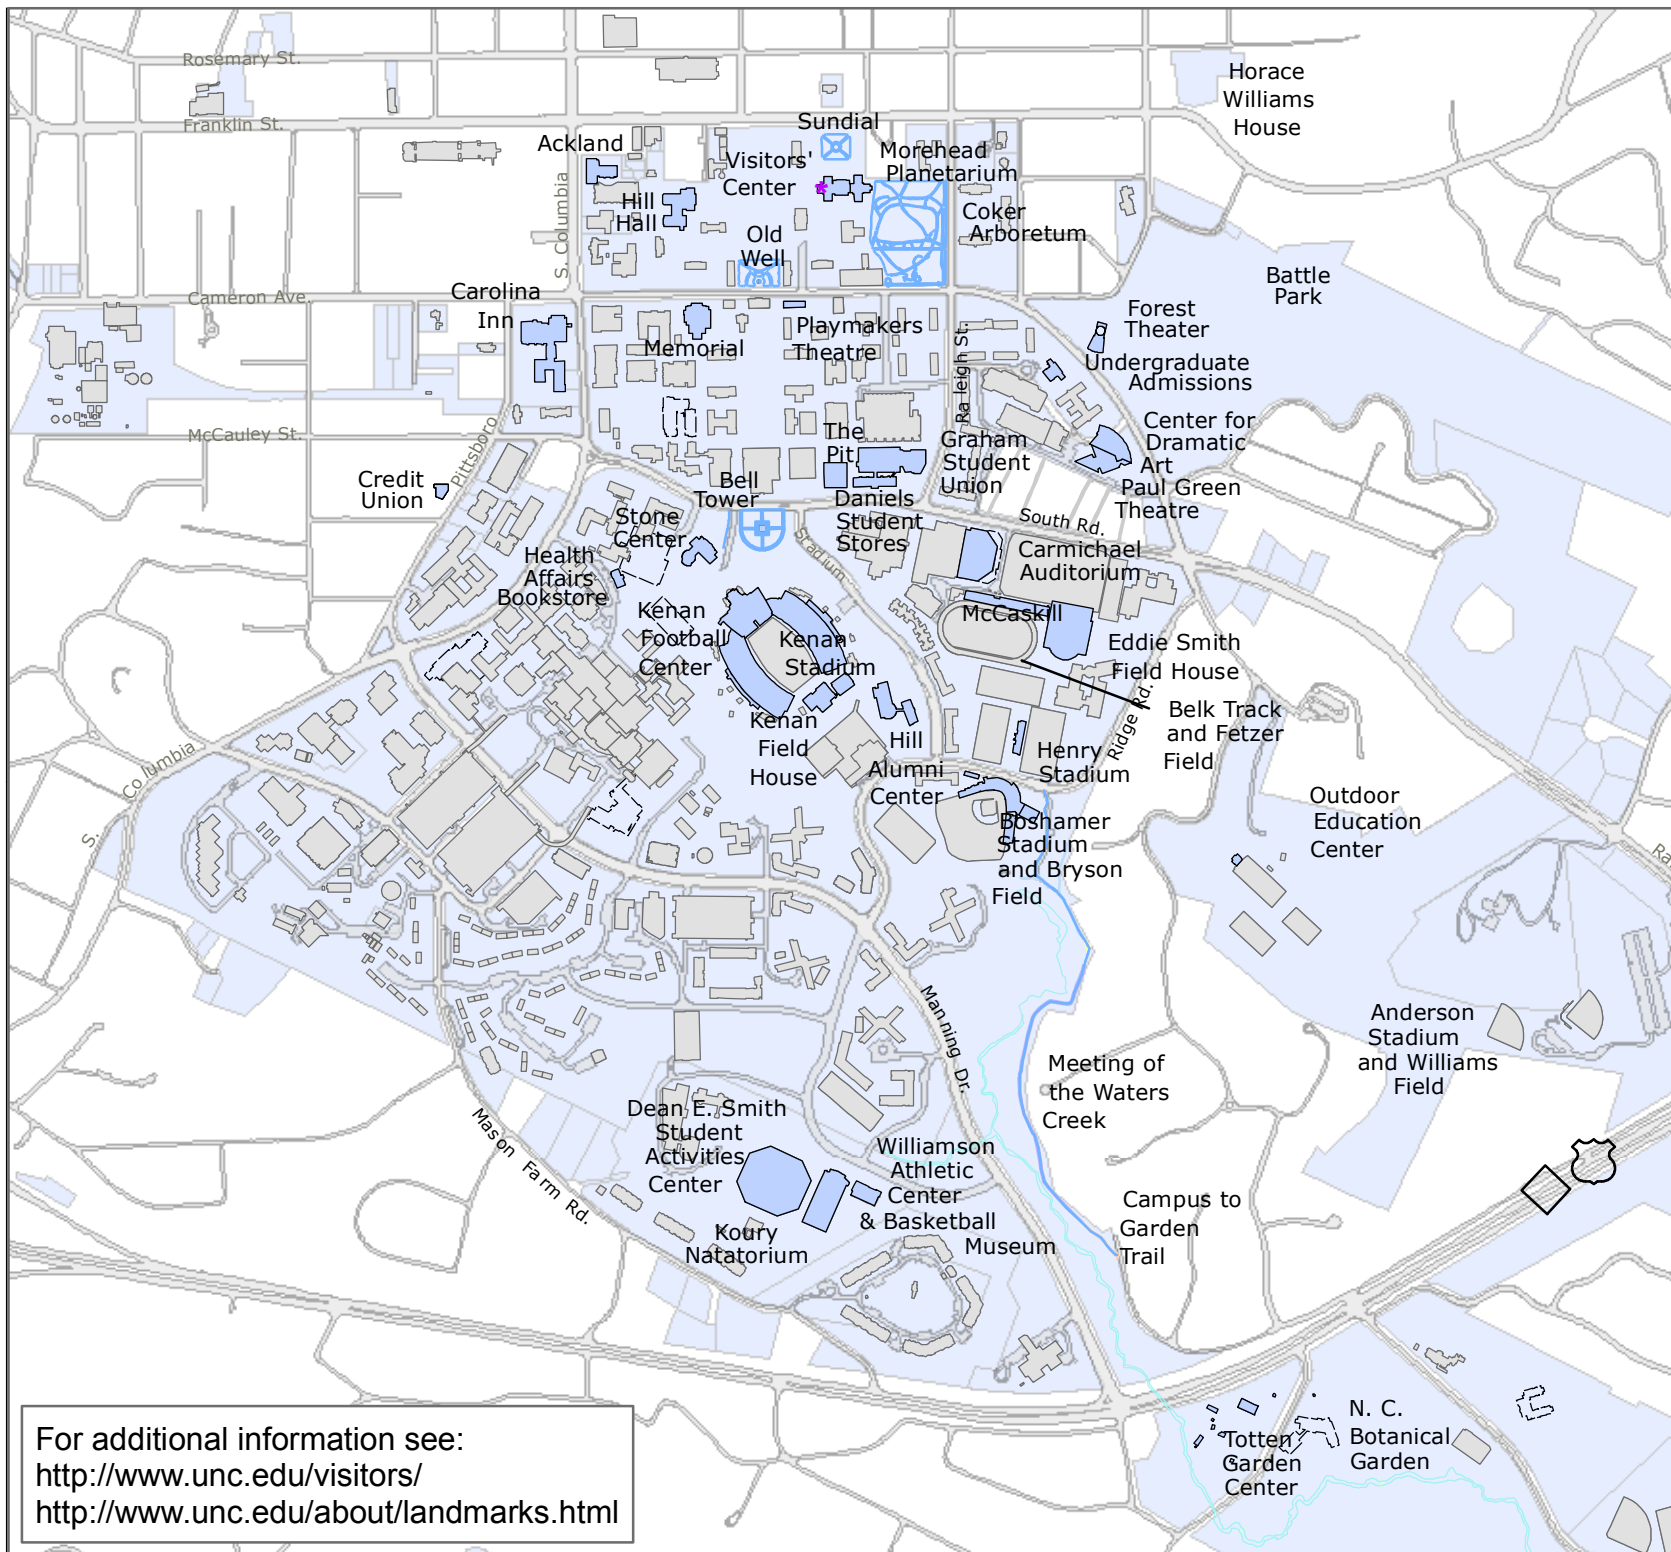 Rosemary St.
Franklin St.
Horace
Williams
House
Sundial
Ackland
Visitors'
Center
Morehead
Planetarium
S. Columbia
Hill
Hall
Old
Well
Coker
Arboretum
Battle
Park
Cameron Ave.
Carolina
Inn
Memorial
Playmakers
Theatre
Raleigh St.
Forest
Theater
Undergraduate
Admissions
McCauley St.
Pittsboro
Credit
Union
The
Pit
Graham
Student
Union
Center for
Dramatic
Art
Paul Green
Theatre
Bell
Tower
Daniels
Student
Stores
South Rd.
Stone
Center
Stadium
Carmichael
Auditorium
Health
Affairs
Bookstore
McCaskill
Kenan
Football
Center
Kenan
Stadium
Eddie Smith
Field House
Ridge Rd.
Belk Track
and Fetzer
Field
Kenan
Field
House
Hill
Alumni
Center
Henry
Stadium
S. Columbia
Boshamer
Stadium
and Bryson
Field
Outdoor
Education
Center
Ra
Manning Dr.
Anderson
Stadium
and Williams
Field
Meeting of
the Waters
Creek
Mason Farm Rd.
Dean E. Smith
Student
Activities
Center
Williamson
Athletic
Center
& Basketball
Museum
Koury
Natatorium
Campus to
Garden
Trail
Totten
Garden
Center
N. C.
Botanical
Garden
For additional information see:
http://www.unc.edu/visitors/
http://www.unc.edu/about/landmarks.html